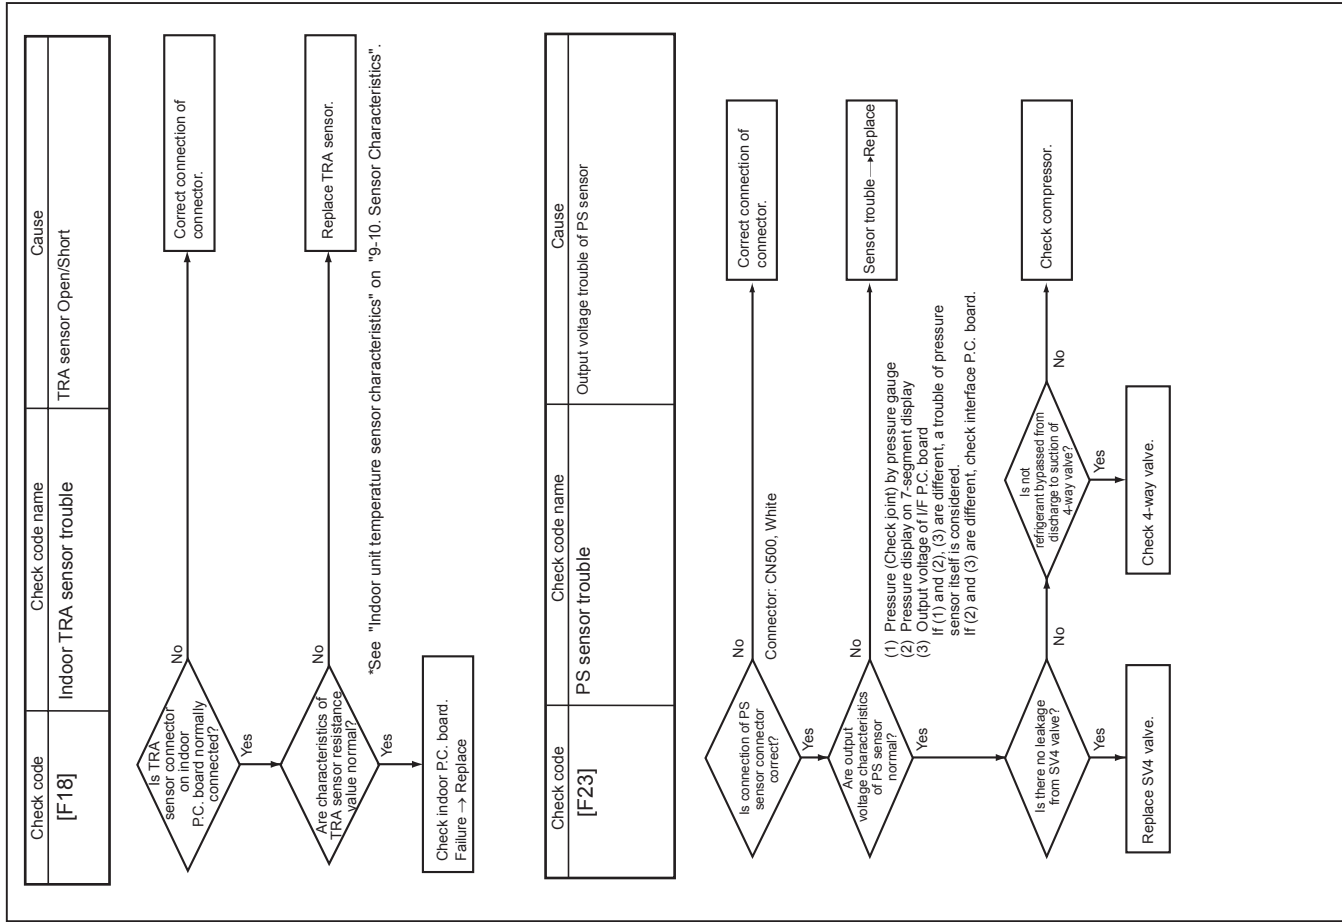 Check code
Check code name
Cause
[F18]
Indoor TRA sensor trouble
TRA sensor Open/Short
Is TRA
sensor connector
on indoor
P.C. board normally
connected?
No
Correct connection of
connector.
Yes
Are characteristics of
TRA sensor resistance
value normal?
No
Replace TRA sensor.
Yes
*See "Indoor unit temperature sensor characteristics" on "9-10. Sensor Characteristics".
Check indoor P.C. board.
Failure → Replace
Check code
Check code name
Cause
[F23]
PS sensor trouble
Output voltage trouble of PS sensor
Is connection of PS
sensor connector
correct?
No
Correct connection of
connector.
Connector: CN500, White
Yes
Are output
voltage characteristics
of PS sensor
normal?
No
Sensor trouble → Replace
Yes
(1) Pressure (Check joint) by pressure gauge
(2) Pressure display on 7-segment display
(3) Output voltage of I/F P.C. board
If (1) and (2), (3) are different, a trouble of pressure
sensor itself is considered.
If (2) and (3) are different, check interface P.C. board.
Is there no leakage
from SV4 valve?
No
Is not
refrigerant bypassed from
discharge to suction of
4-way valve?
No
Check compressor.
Yes
Yes
Replace SV4 valve.
Check 4-way valve.